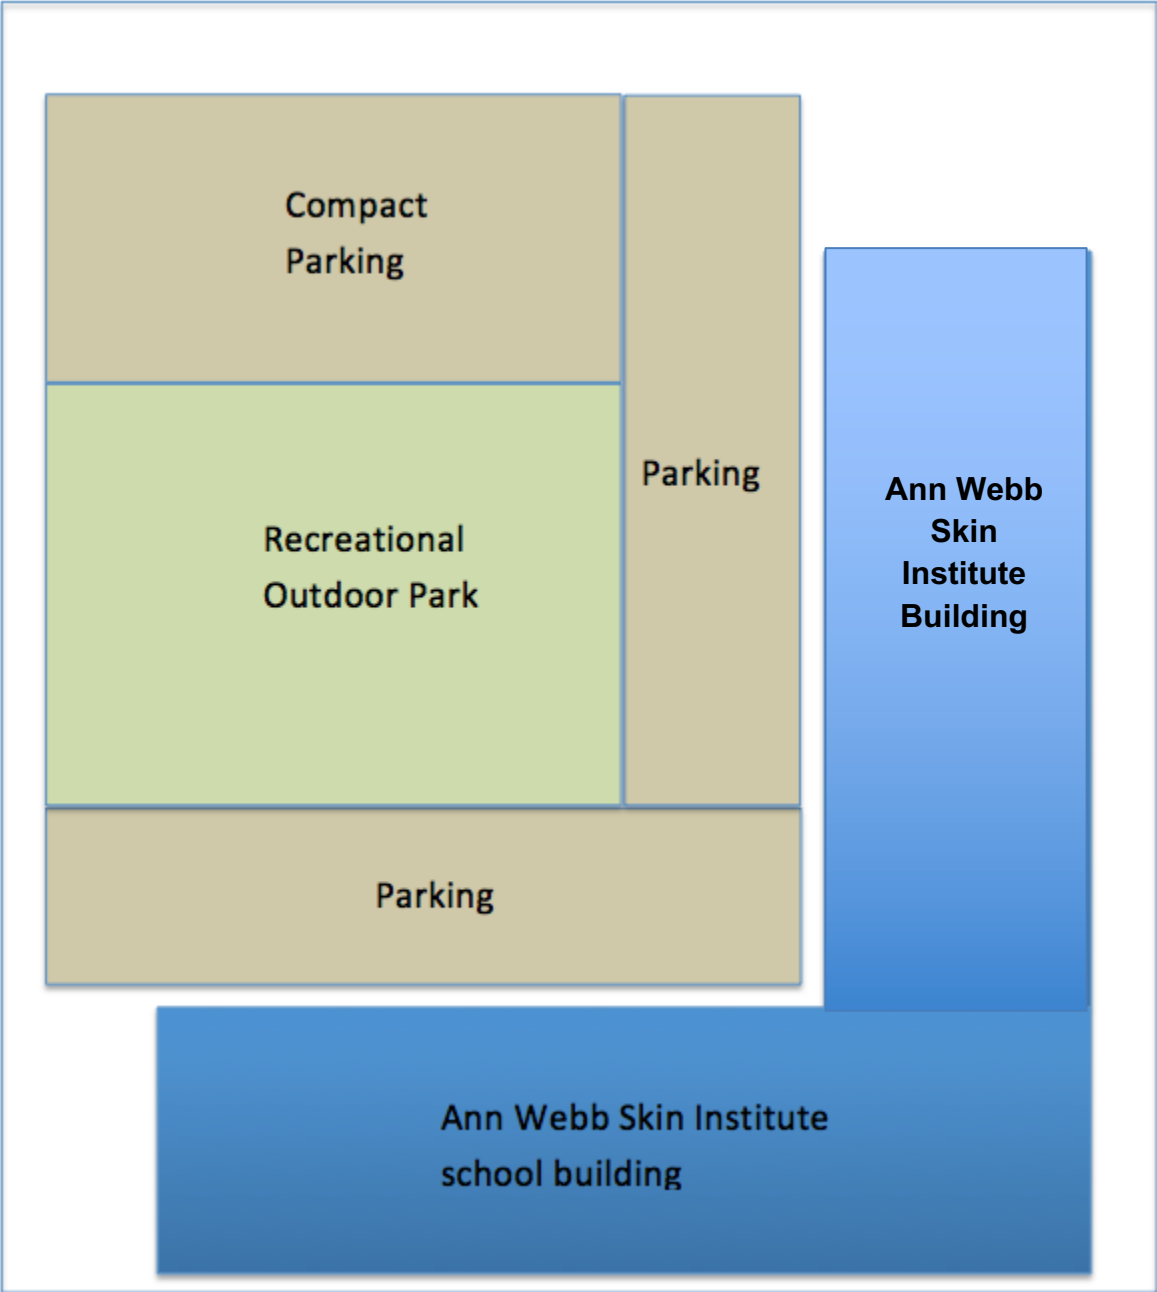 Compact
Parking
Parking
Ann Webb
Skin
Institute
Building
Recreational
Outdoor Park
Parking
Ann Webb Skin Institute
school building